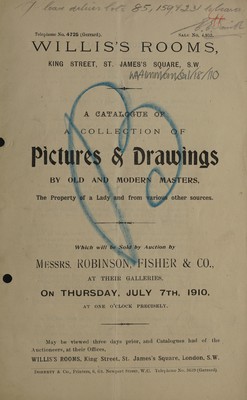 Telephone No. 4725 (Gerrard).
WILLIS'S ROOMS,
KING STREET, ST. JAMES'S SQUARE, S.W
A CATALOGUE OF
A COLLECTION OF
Pictures & Drawings
BY OLD AND MODERN MASTERS,
The Property of a Lady and from various other sources.
Which will be Sold by Auction by
MESSRS. ROBINSON, FISHER & CO.,
AT THEIR GALLERIES,
ON THURSDAY, JULY 7TH, 1910,
AT ONE O'CLOCK PRECISELY.
May be viewed three days prior, and Catalogues had of the
Auctioneers, at their Offices,
WILLIS'S ROOMS, King Street, St. James's Square, London, S.W.